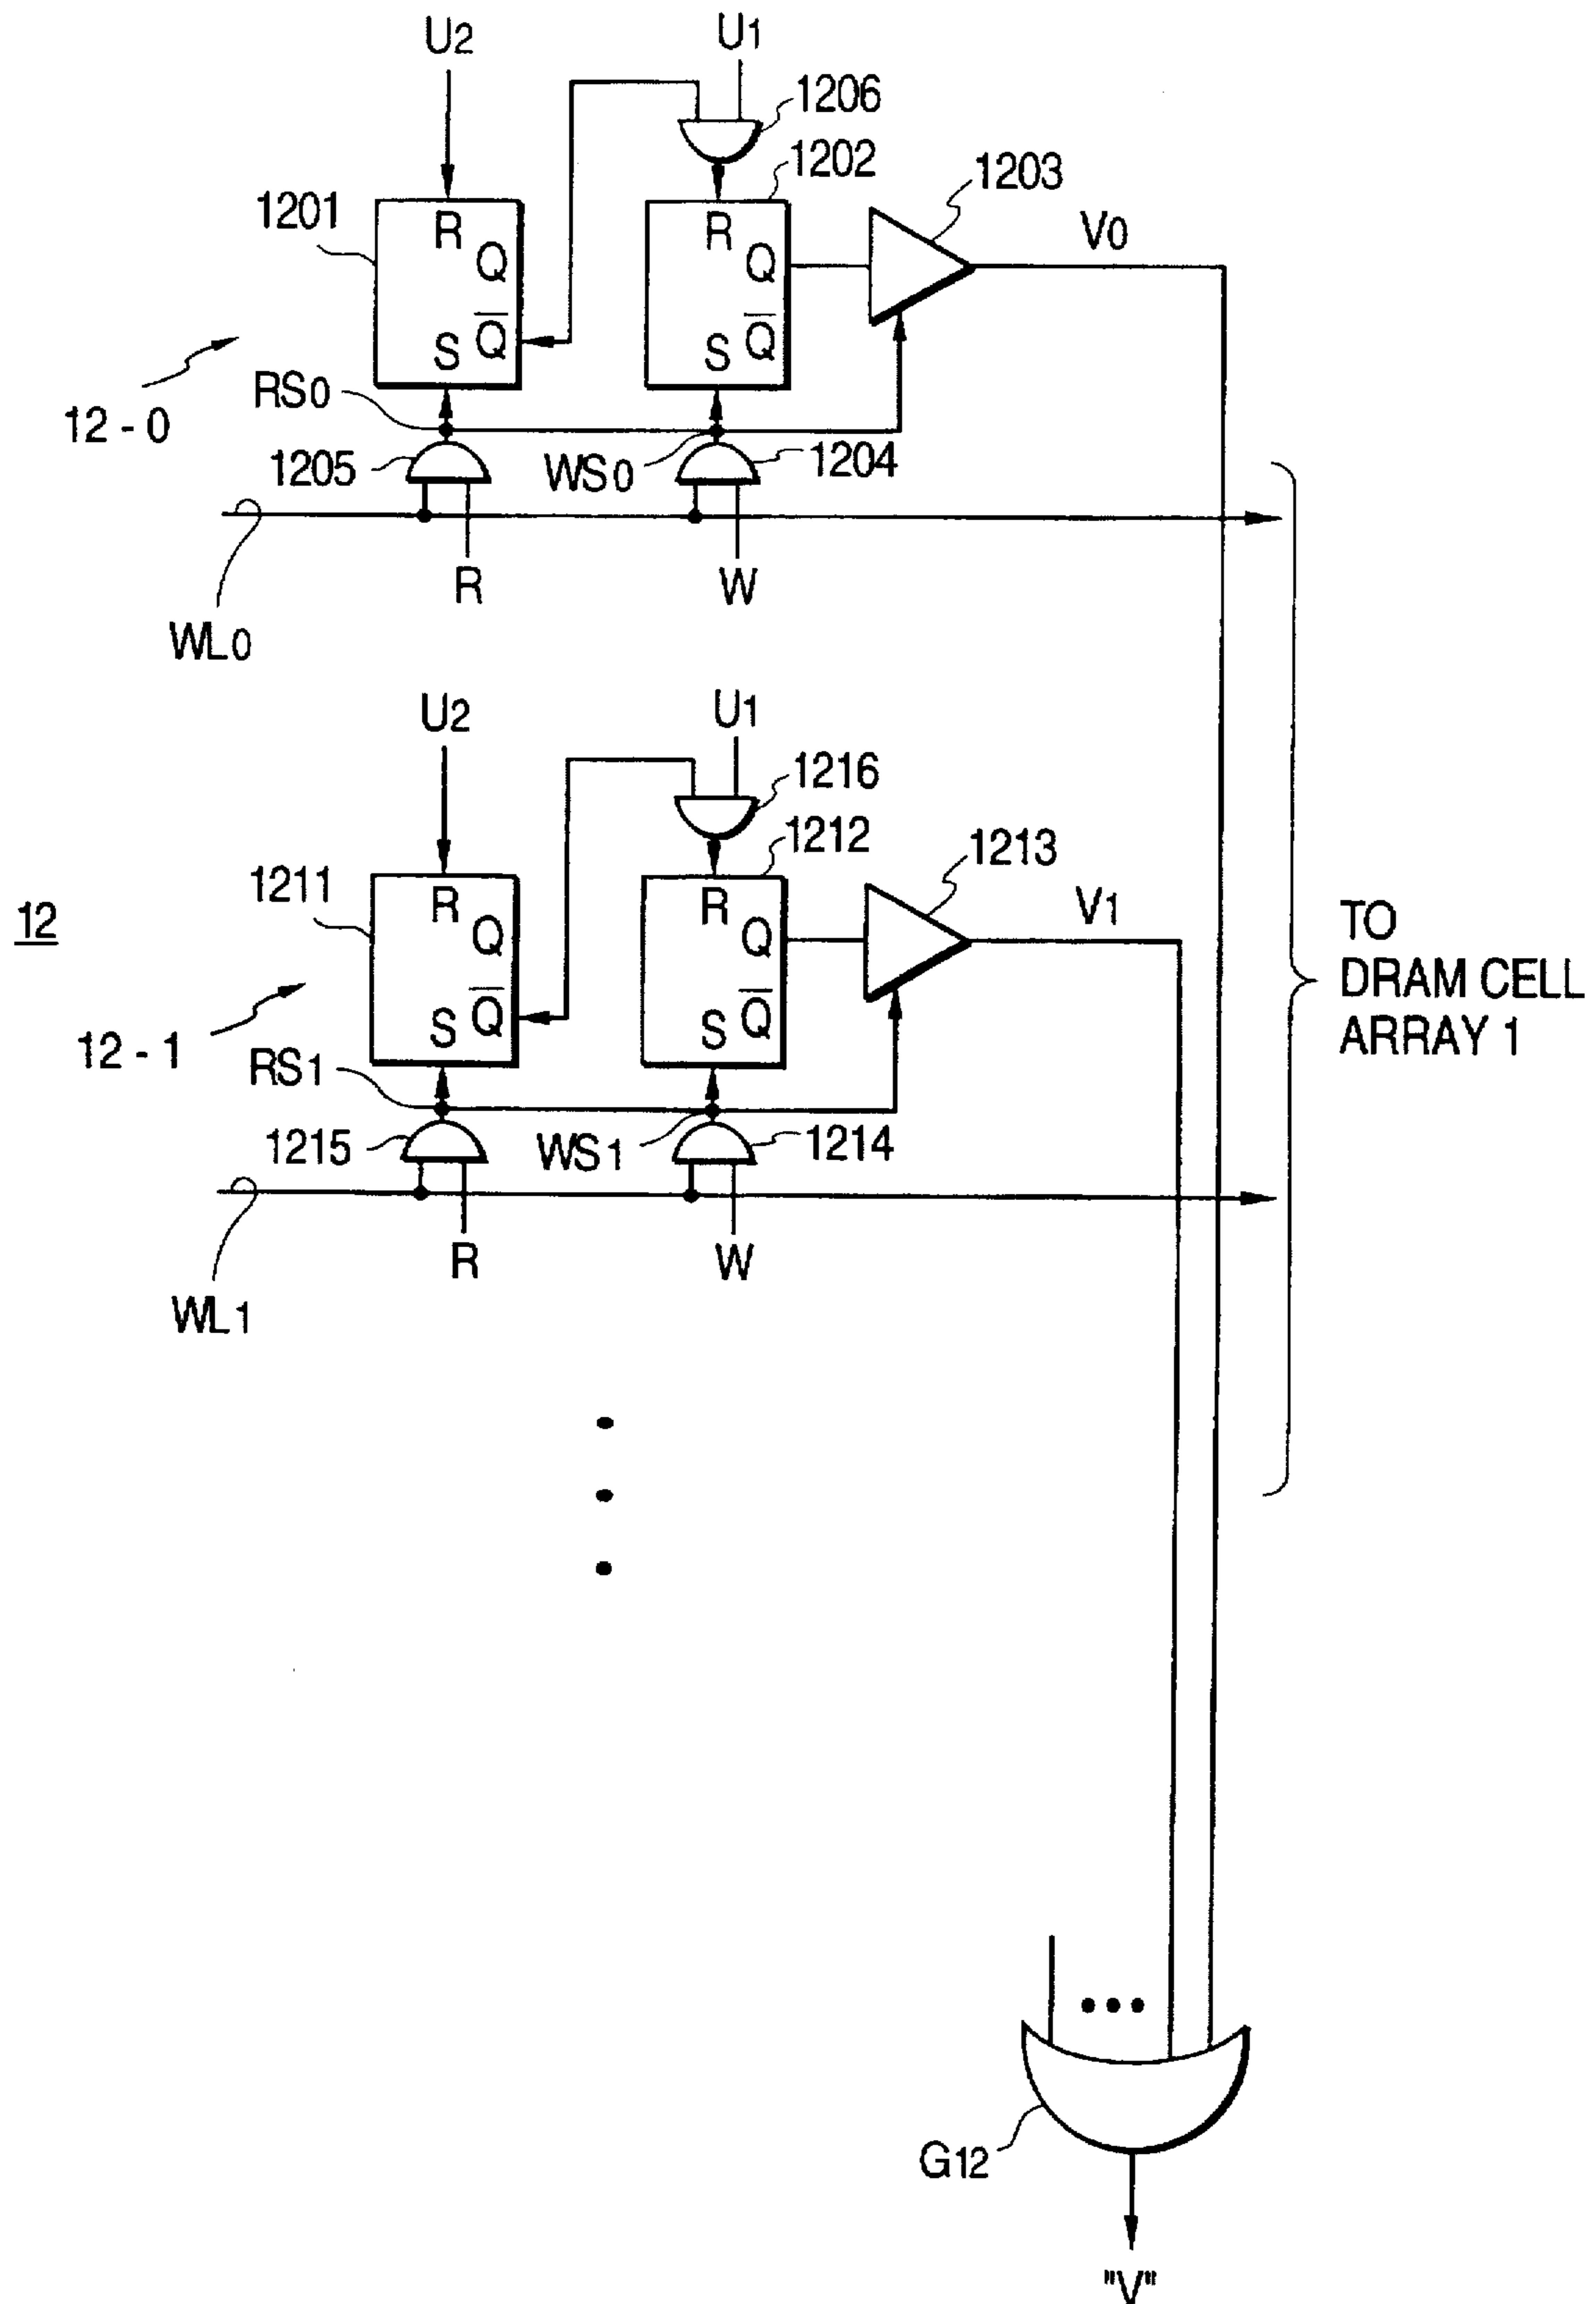 U2
U1
1206
1202
1203
1201
V0
R
Q
Q
S
R
Q
Q
S
RS0
12 - 0
1205
WS0
1204
R
W
WL0
U2
U1
1216
1212
1213
1211
V1
12
R
Q
Q
S
R
Q
Q
S
TO
DRAM CELL
ARRAY 1
12 - 1
RS1
1215
WS1
1214
R
W
WL1
G12
"V"